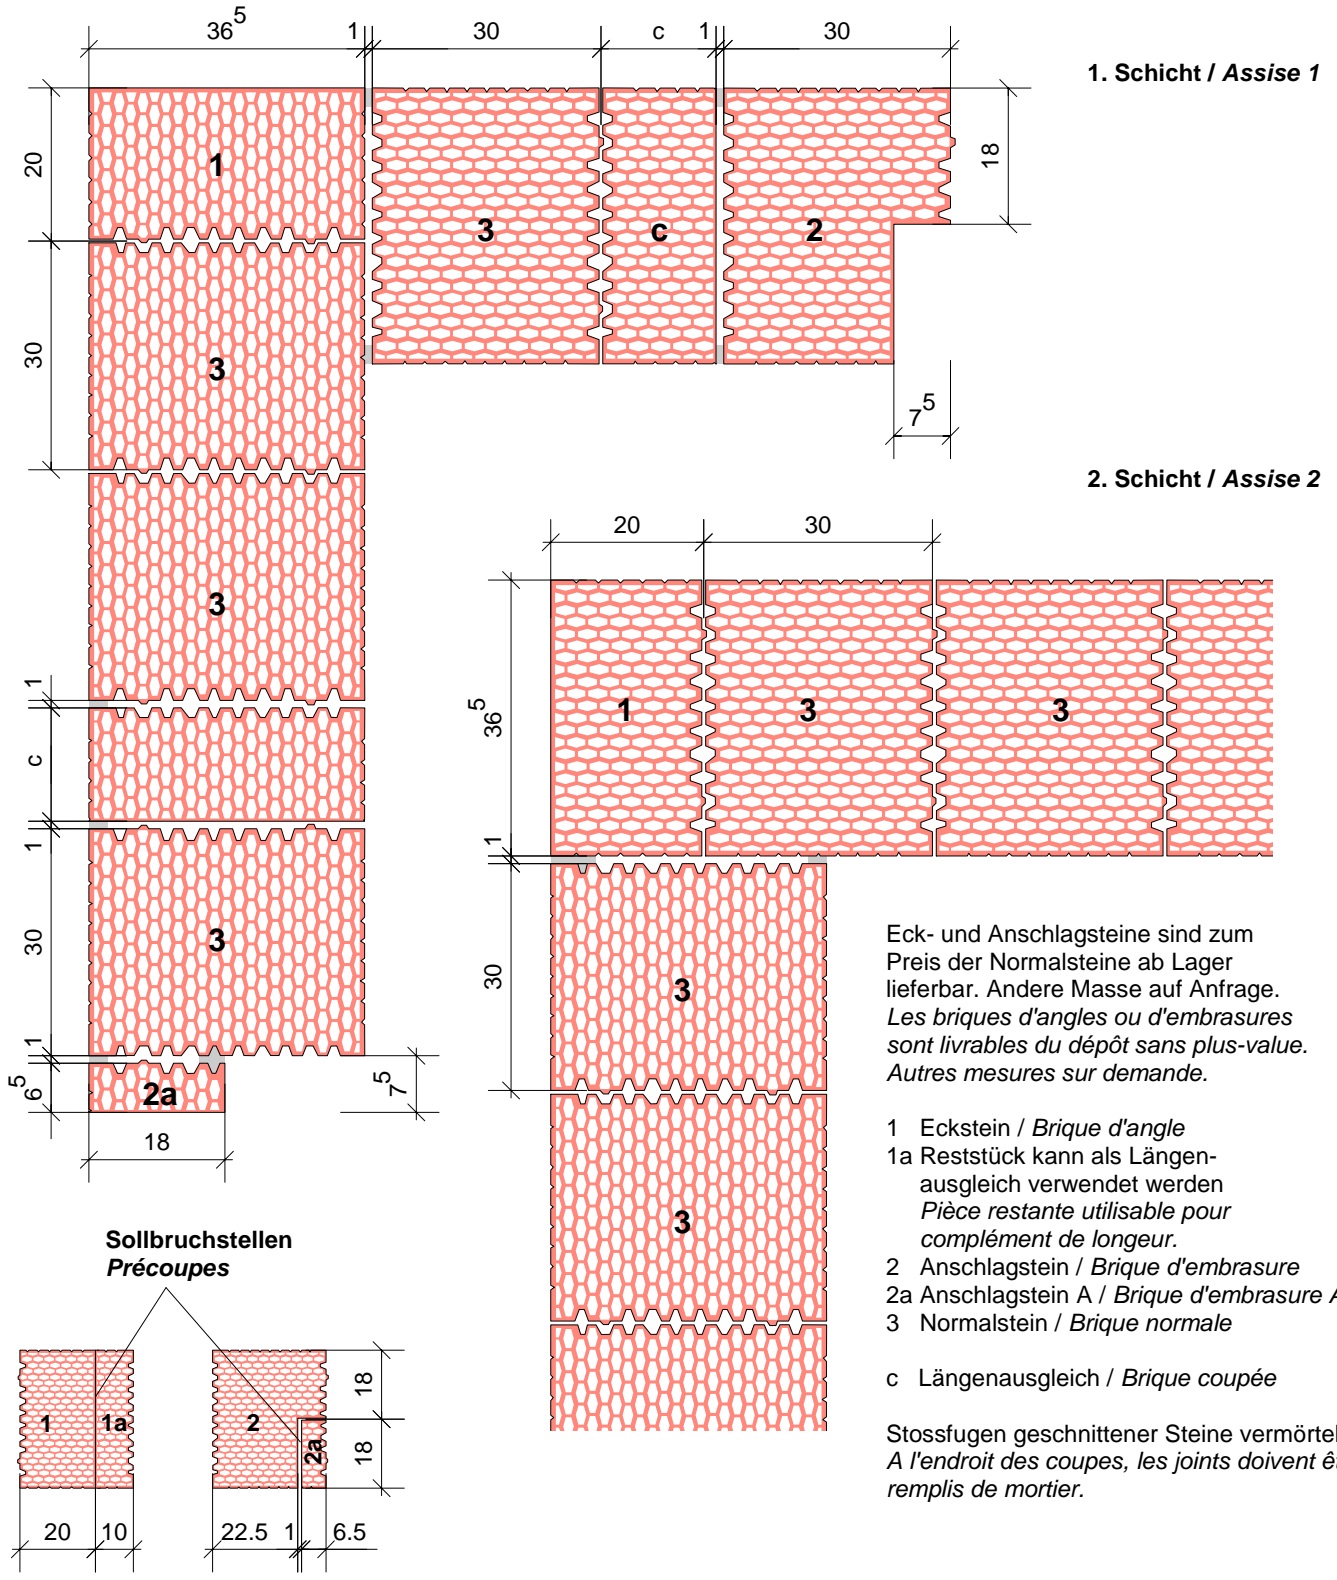 36⁵ 1 30 c 1 30
1. Schicht / Assise 1
20
1
18
3
c
2
30
3
7⁵
2. Schicht / Assise 2
20 30
3
36⁵
1
3
3
1
c
1
1
30
3
30
3
Eck- und Anschlagsteine sind zum
Preis der Normalsteine ab Lager
lieferbar. Andere Masse auf Anfrage.
Les briques d'angles ou d'embrasures
sont livrables du dépôt sans plus-value.
Autres mesures sur demande.
1
6⁵
2a
7⁵
18
1 Eckstein / Brique d'angle
1a Reststück kann als Längen-
ausgleich verwendet werden
Pièce restante utilisable pour
complément de longeur.
2 Anschlagstein / Brique d'embrasure
2a Anschlagstein A / Brique d'embrasure A
3 Normalstein / Brique normale
c Längenausgleich / Brique coupée
Stossfugen geschnittener Steine
A l'endroit des coupes, les joints doivent
remplis de mortier.
3
Sollbruchstellen
Précoupes
1
1a
2
2a
18
18
20 10
22.5 1 6.5